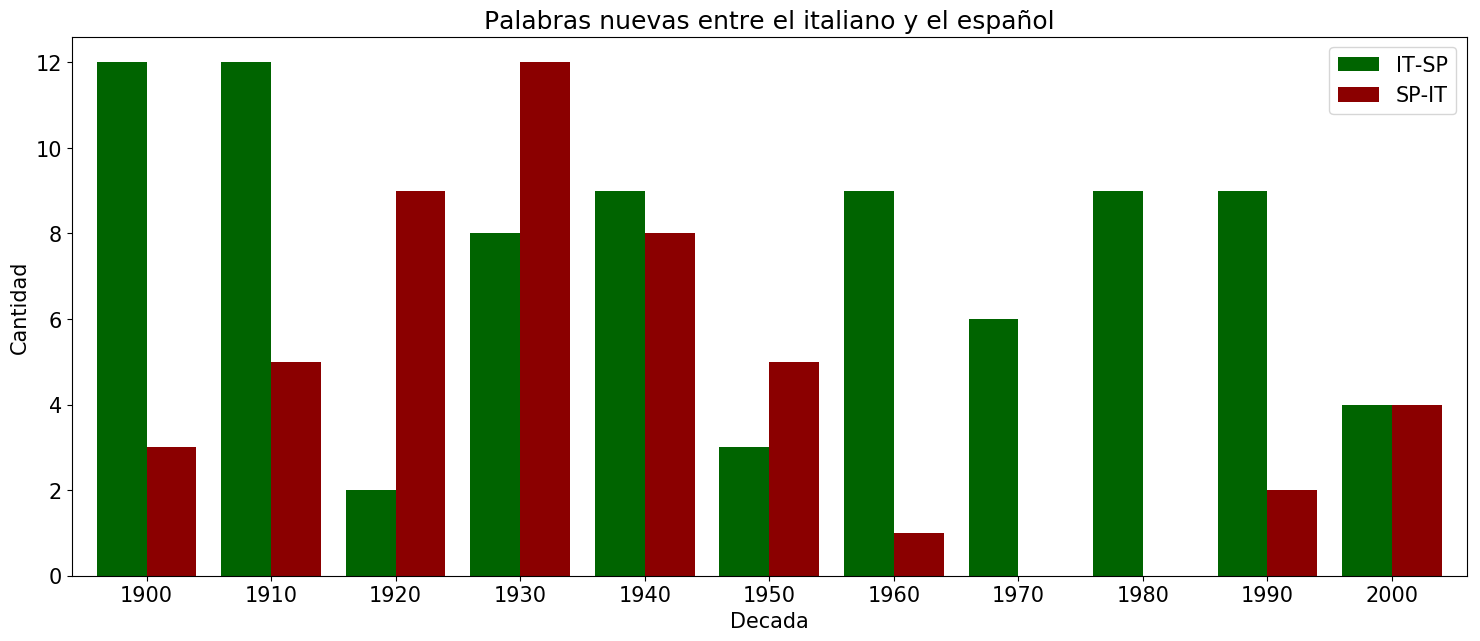 Palabras nuevas entre el italiano y el español
IT-SP
SP-IT
Cantidad
12
10
8
6
4
2
0
1900 1910 1920 1930 1940 1950 1960 1970 1980 1990 2000
Decada